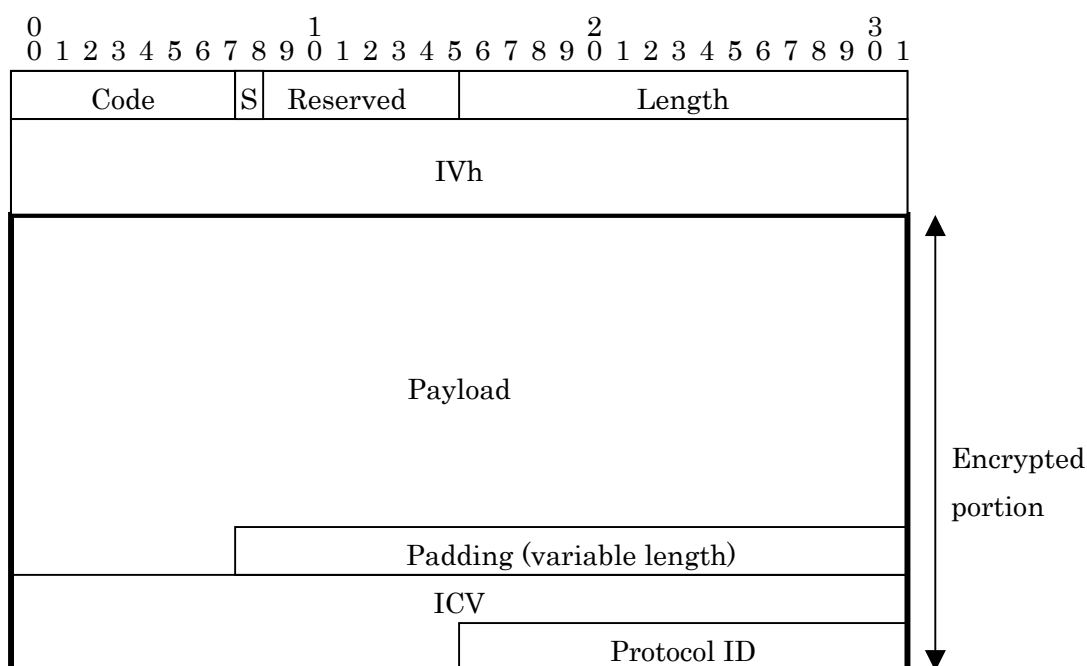 0 1 2 3
0 1 2 3 4 5 6 7 8 9 0 1 2 3 4 5 6 7 8 9 0 1 2 3 4 5 6 7 8 9 0 1
Code S Reserved Length
IVh
Payload
Encrypted
portion
Padding (variable length)
ICV
Protocol ID